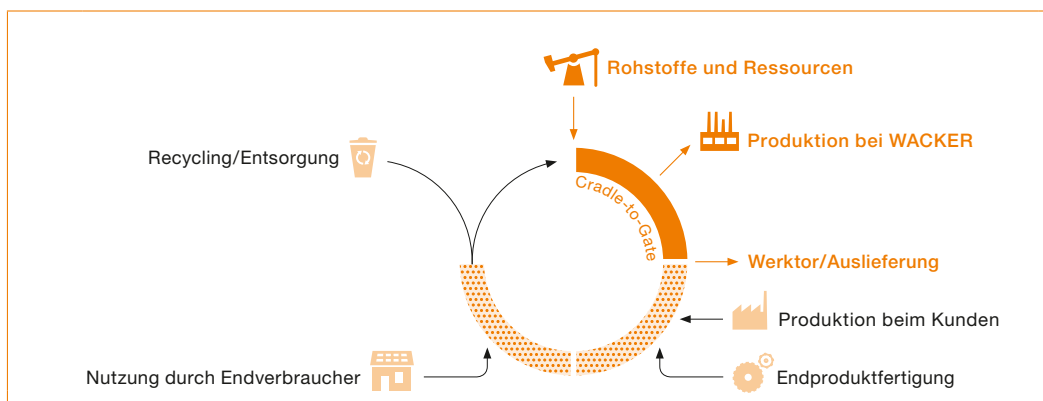 Rohstoffe und Ressourcen
Produktion bei WACKER
Recycling/Entsorgung
Cradle-to-Gate
Werktor/Auslieferung
Produktion beim Kunden
Nutzung durch Endverbraucher
Endproduktfertigung